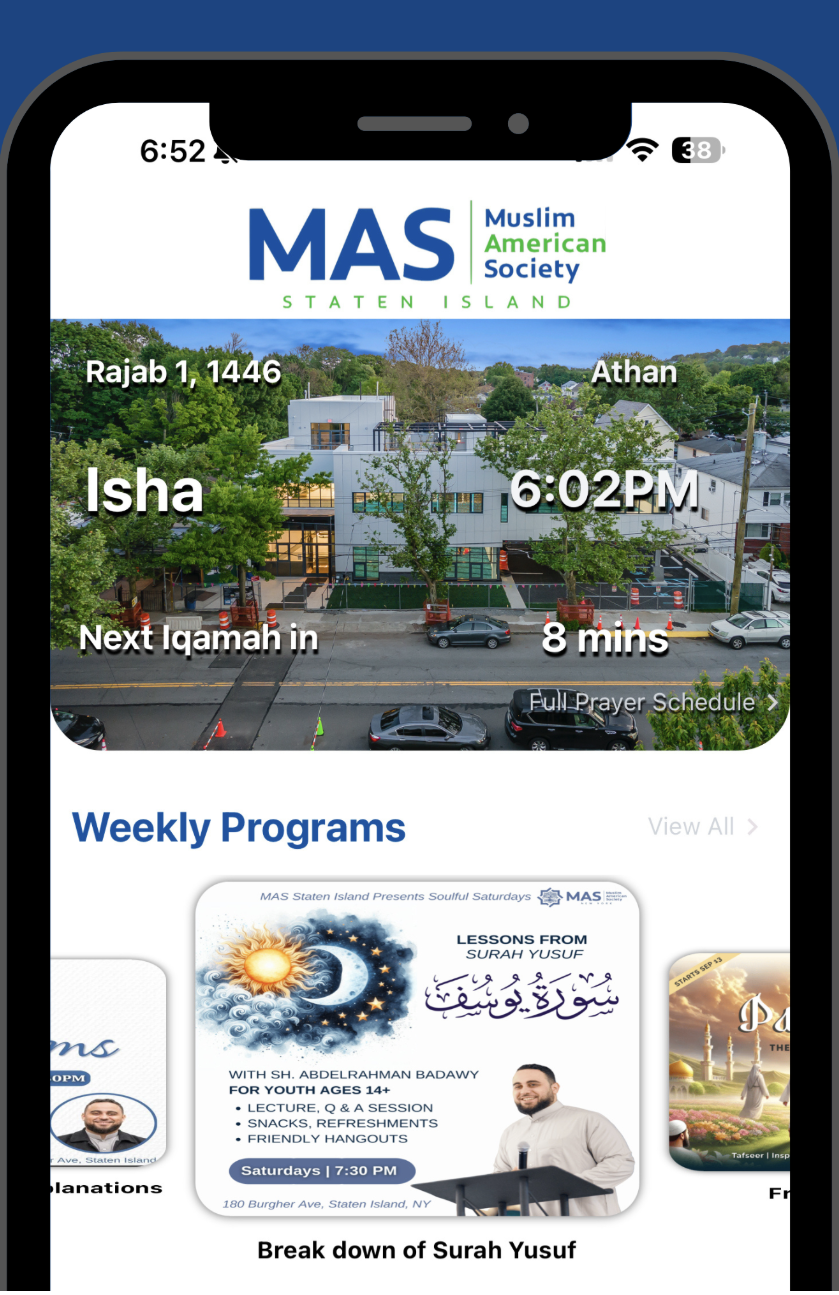 6:52
38
MAS
Muslim
American
Society
STATEN ISLAND
Rajab 1, 1446
Athan
Isha
6:02PM
Next Iqamah in
8 mins
Full Prayer Schedule >
Weekly Programs
View All >
MAS Staten Island Presents Soulful Saturdays
MAS
LESSONS FROM
SURAH YUSUF
سُورَةُ يُوسُفَ
WITH SH. ABDELRAHMAN BADAWY
FOR YOUTH AGES 14+
• LECTURE, Q & A SESSION
• SNACKS, REFRESHMENTS
• FRIENDLY HANGOUTS
Saturdays | 7:30 PM
180 Burgher Ave, Staten Island, NY
Break down of Surah Yusuf
ms
0PM
r Ave, Staten Island
planations
STARTS SEP 13
Pa
THE
Tafseer | Insp
Fr